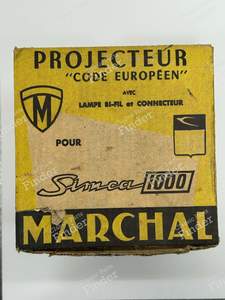 PROJECTEUR
"CODE EUROPÉEN"
AVEC
LAMPE BI-FIL et CONNECTEUR
M
POUR
Simca 1000
MARCHAL